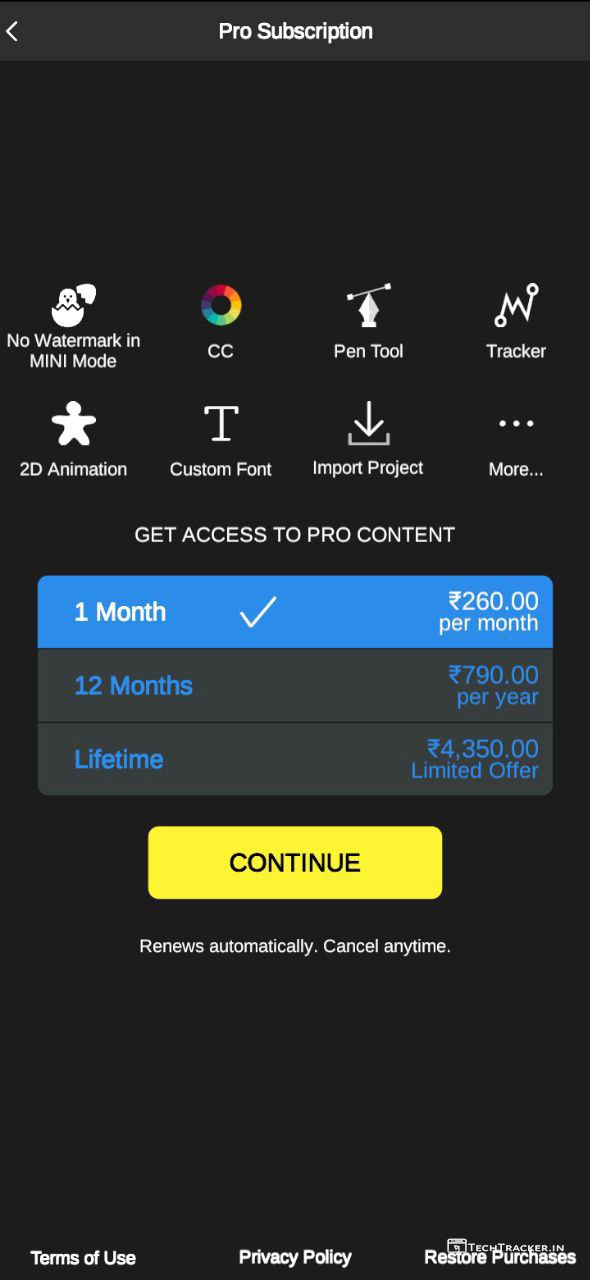 Pro Subscription
No Watermark in
MINI Mode
CC
Pen Tool
Tracker
2D Animation
Custom Font
Import Project
More...
GET ACCESS TO PRO CONTENT
1 Month
₹260.00
per month
12 Months
₹790.00
per year
Lifetime
₹4,350.00
Limited Offer
CONTINUE
Renews automatically. Cancel anytime.
TECHTRACKER.IN
Terms of Use
Privacy Policy
Restore Purchases